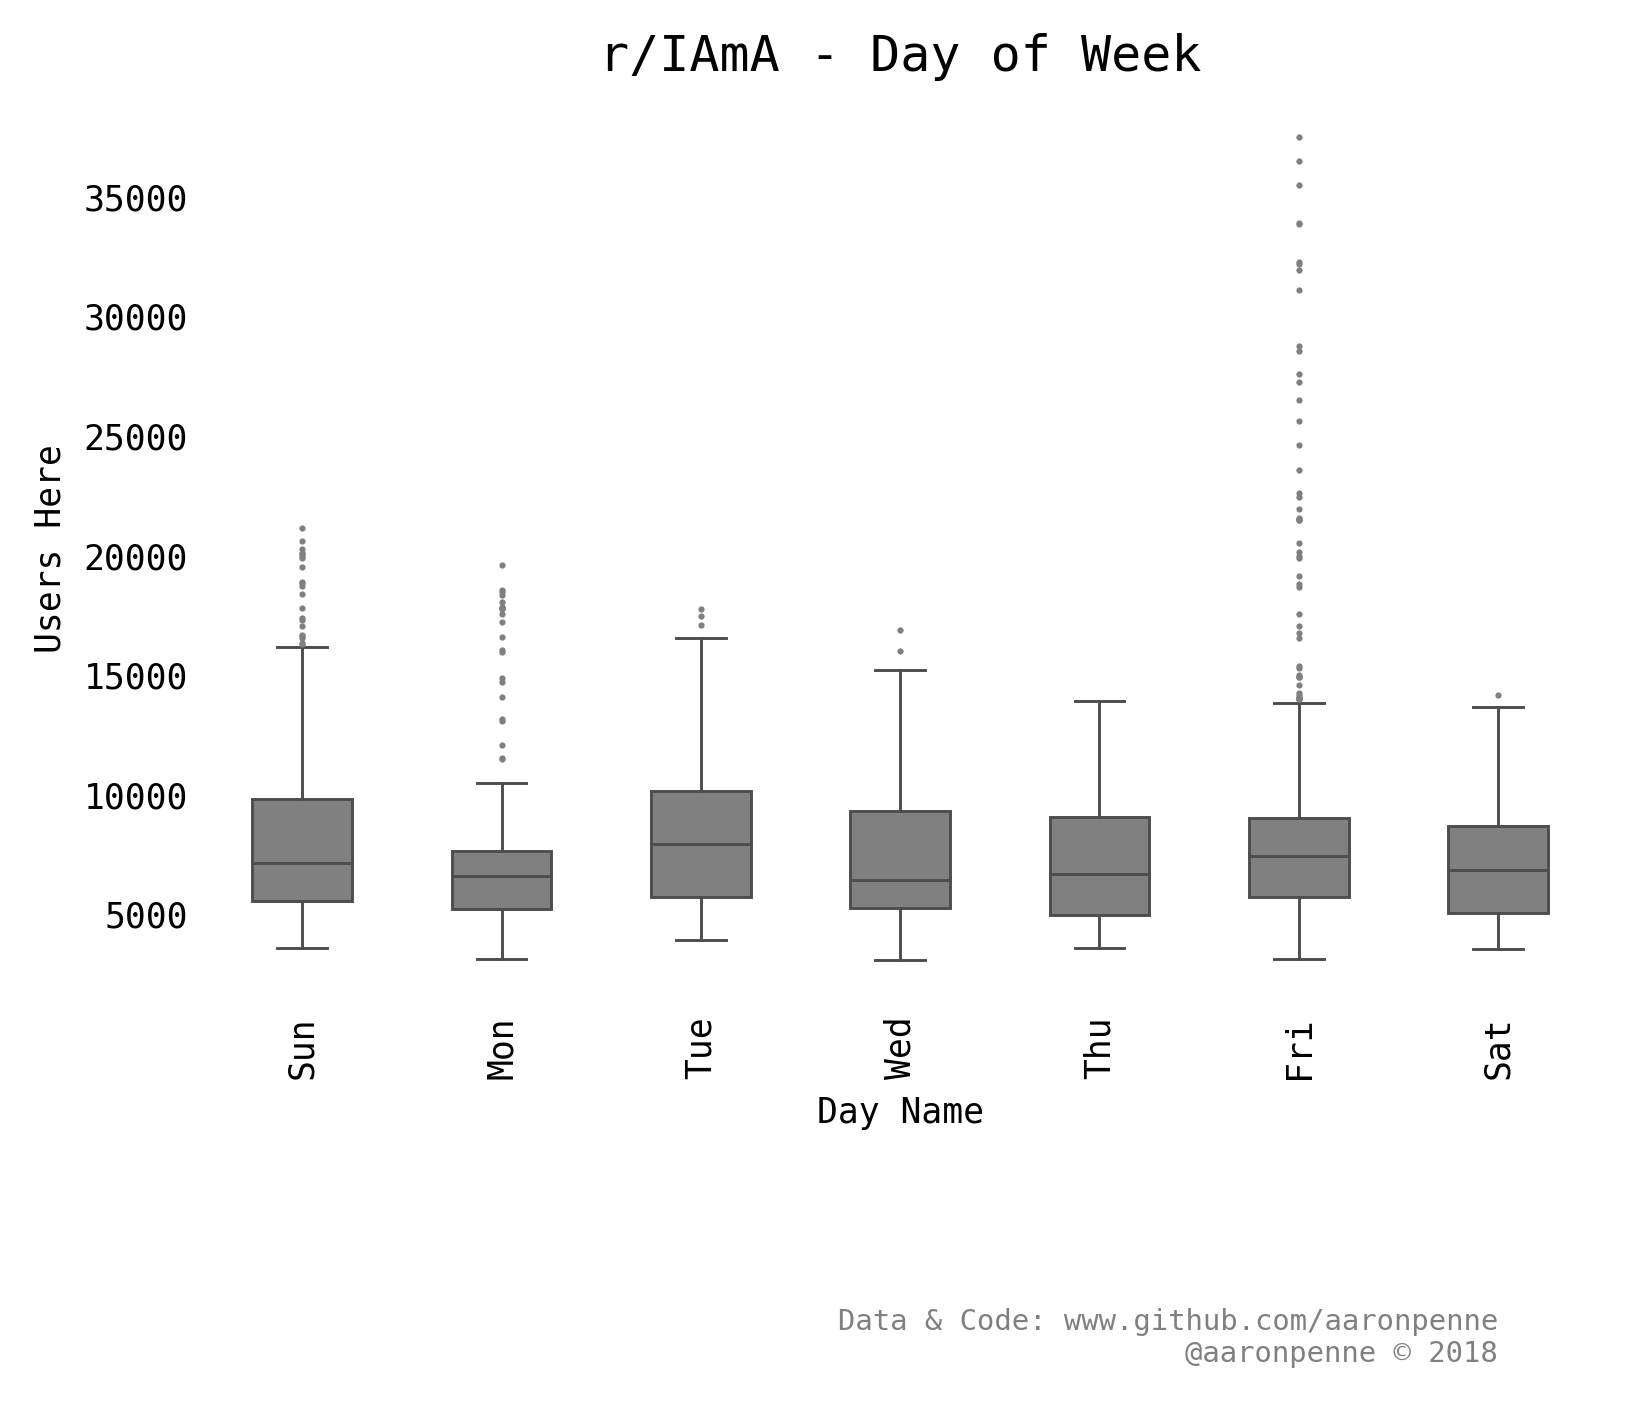 r/IAmA - Day of Week
35000
30000
25000
20000
15000
10000
5000
Users Here
Sun
Mon
Tue
Wed
Thu
Fri
Sat
Day Name
Data & Code: www.github.com/aaronpenne
@aaronpenne © 2018